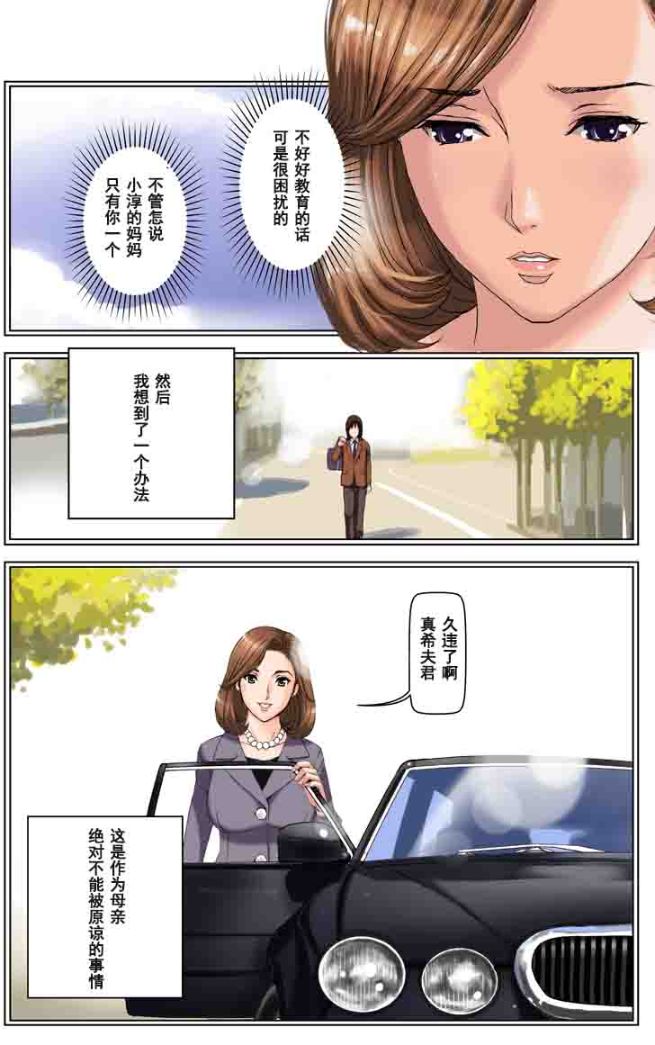 不好好教育的话
可是很困扰的
不管怎说
小淳的妈妈
只有你一个
然后
我想到了一个办法
久违了啊
真希夫君
这是作为母亲
绝对不能被原谅的事情